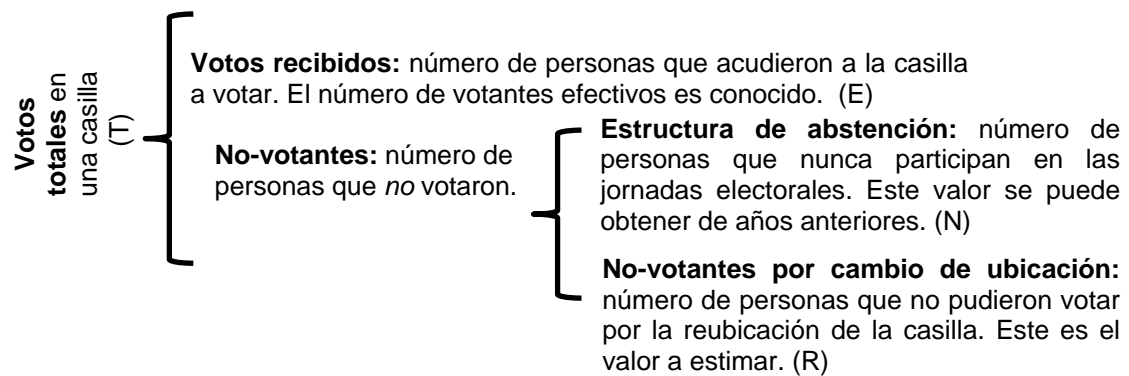 Votos
totales en
una casilla
(T)
Votos recibidos: número de personas que acudieron a la casilla
a votar. El número de votantes efectivos es conocido. (E)
No-votantes: número de
personas que no votaron.
Estructura de abstención: número de
personas que nunca participan en las
jornadas electorales. Este valor se puede
obtener de años anteriores. (N)
No-votantes por cambio de ubicación:
número de personas que no pudieron votar
por la reubicación de la casilla. Este es el
valor a estimar. (R)